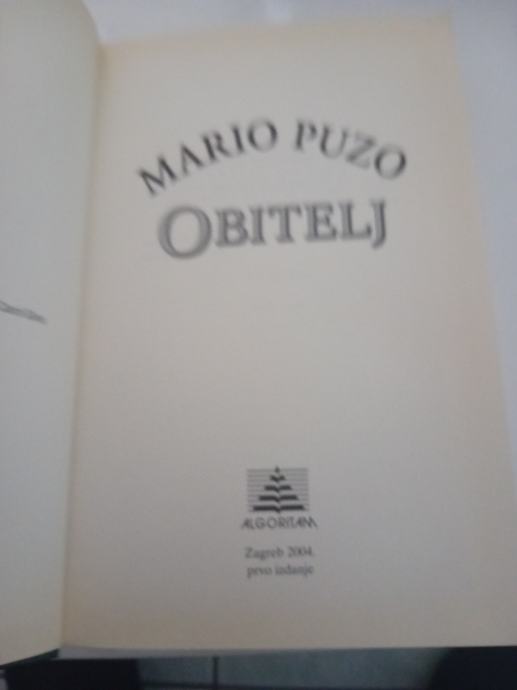 MARIO PUZO
OBITELJ
ALGORITAM
Zagreb 2004.
prvo izdanje